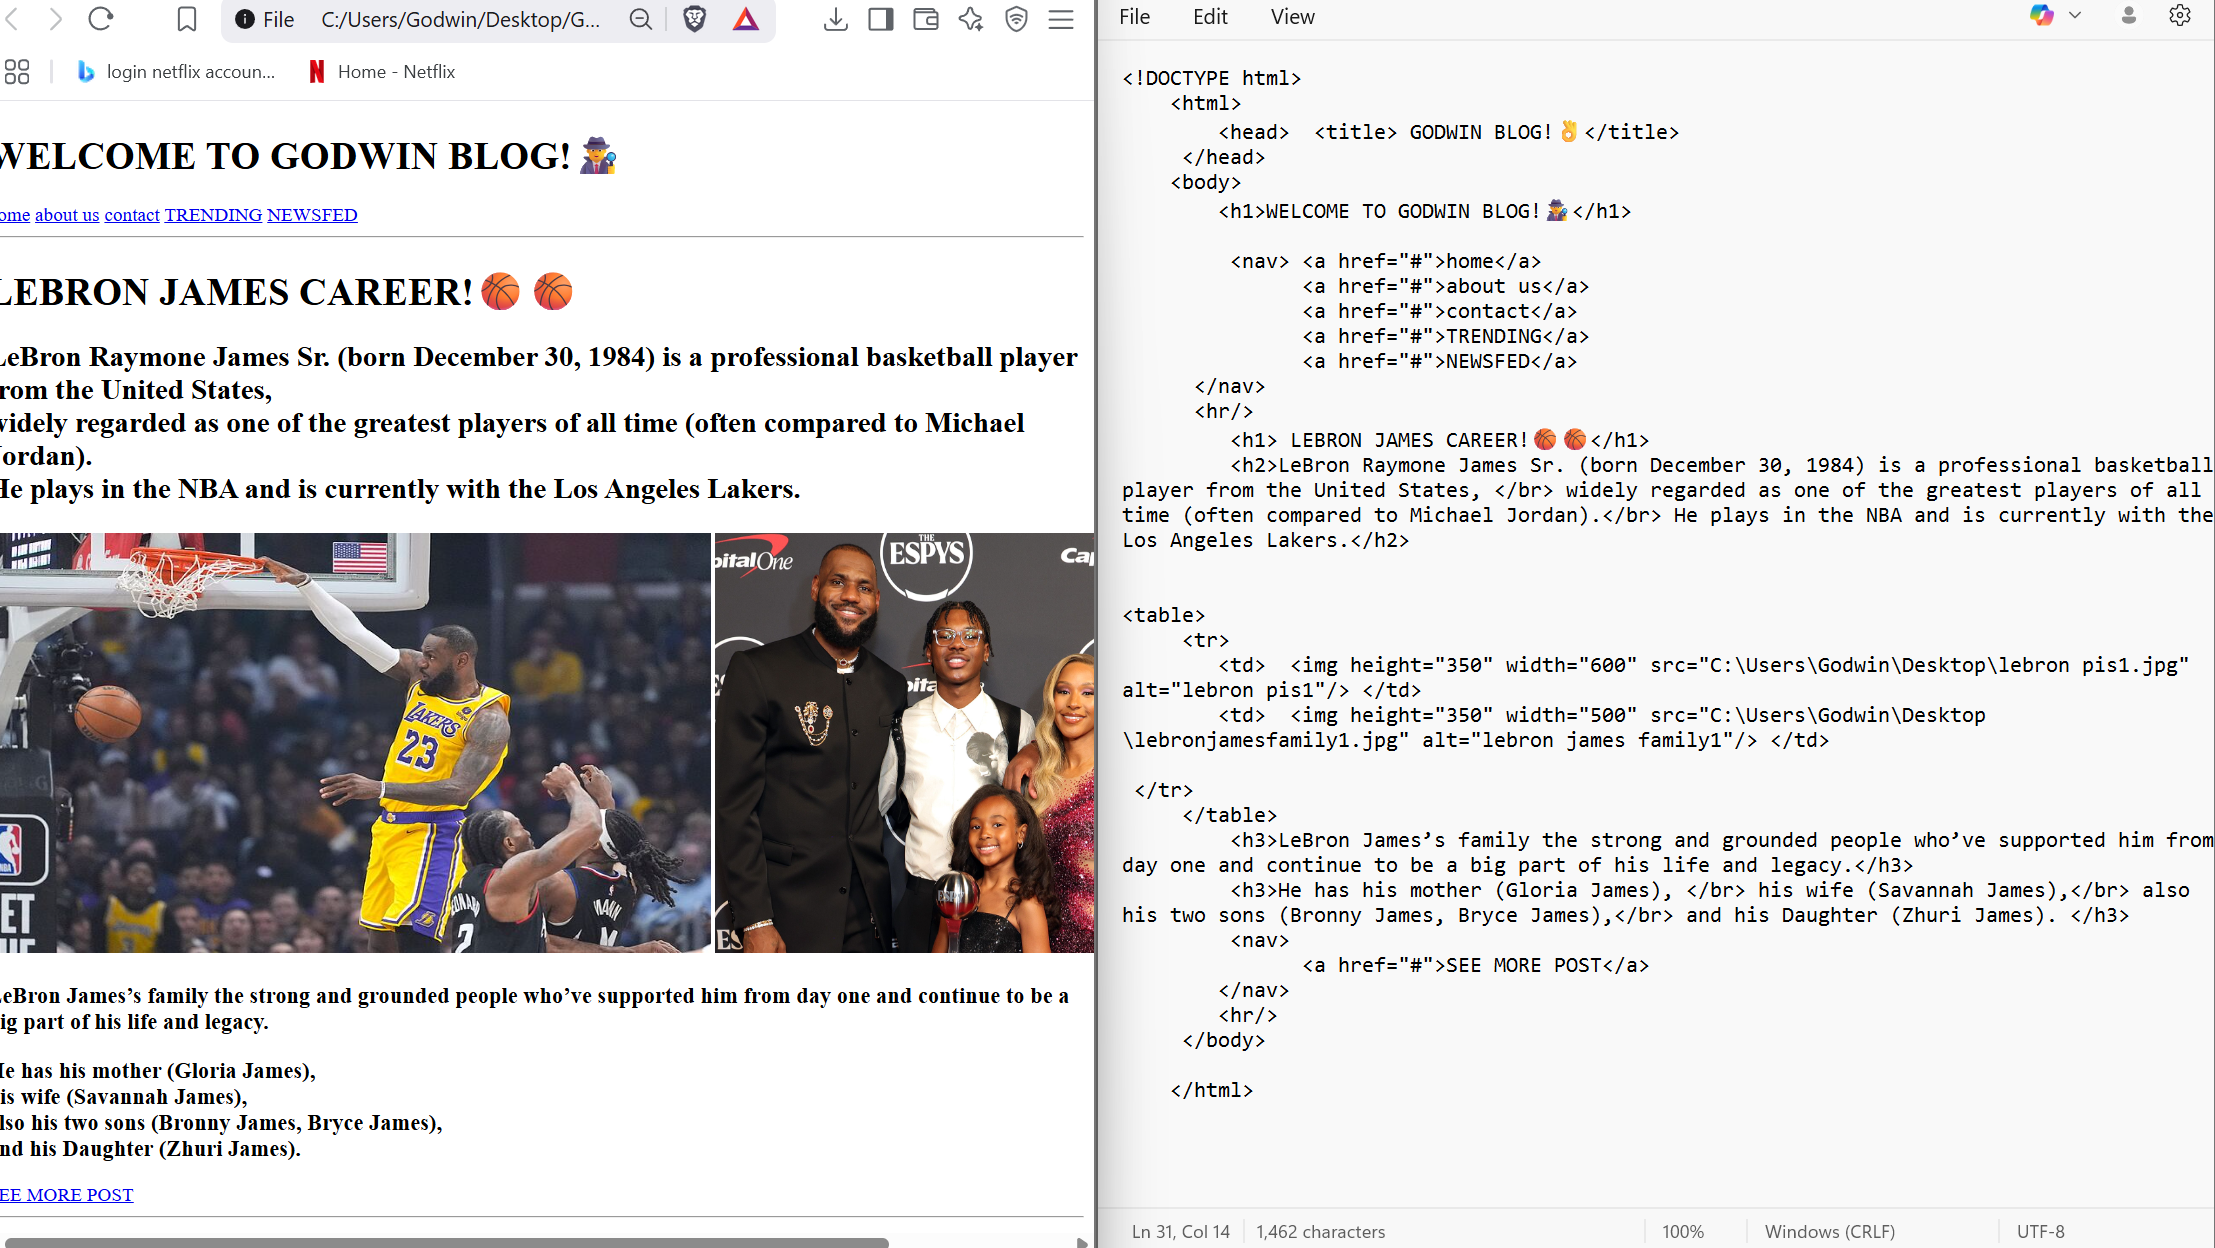 File C:/Users/Godwin/Desktop/G...
login netflix accoun... Home - Netflix
WELCOME TO GODWIN BLOG!🕵️
ome about us contact TRENDING NEWSFED
LEBRON JAMES CAREER!🏀 🏀
LeBron Raymone James Sr. (born December 30, 1984) is a professional basketball player
rom the United States,
widely regarded as one of the greatest players of all time (often compared to Michael
Jordan).
He plays in the NBA and is currently with the Los Angeles Lakers.
LAKERS
23
NBA
ET
2
MANN
THE
ESPYS
pitalOne
Cap
pita
ES
LeBron James’s family the strong and grounded people who’ve supported him from day one and continue to be a
ig part of his life and legacy.
He has his mother (Gloria James),
is wife (Savannah James),
lso his two sons (Bronny James, Bryce James),
nd his Daughter (Zhuri James).
EE MORE POST
File Edit View
<!DOCTYPE html>
<html>
<head> <title> GODWIN BLOG!👌</title>
</head>
<body>
<h1>WELCOME TO GODWIN BLOG!🕵️</h1>
<nav> <a href="#">home</a>
<a href="#">about us</a>
<a href="#">contact</a>
<a href="#">TRENDING</a>
<a href="#">NEWSFED</a>
</nav>
<hr/>
<h1> LEBRON JAMES CAREER!🏀 🏀</h1>
<h2>LeBron Raymone James Sr. (born December 30, 1984) is a professional basketball
player from the United States, </br> widely regarded as one of the greatest players of all
time (often compared to Michael Jordan).</br> He plays in the NBA and is currently with the
Los Angeles Lakers.</h2>
<table>
<tr>
<td> <img height="350" width="600" src="C:\Users\Godwin\Desktop\lebron pis1.jpg"
alt="lebron pis1"/> </td>
<td> <img height="350" width="500" src="C:\Users\Godwin\Desktop
\lebronjamesfamily1.jpg" alt="lebron james family1"/> </td>
</tr>
</table>
<h3>LeBron James’s family the strong and grounded people who’ve supported him from
day one and continue to be a big part of his life and legacy.</h3>
<h3>He has his mother (Gloria James), </br> his wife (Savannah James),</br> also
his two sons (Bronny James, Bryce James),</br> and his Daughter (Zhuri James). </h3>
<nav>
<a href="#">SEE MORE POST</a>
</nav>
<hr/>
</body>
</html>
Ln 31, Col 14 1,462 characters 100% Windows (CRLF) UTF-8